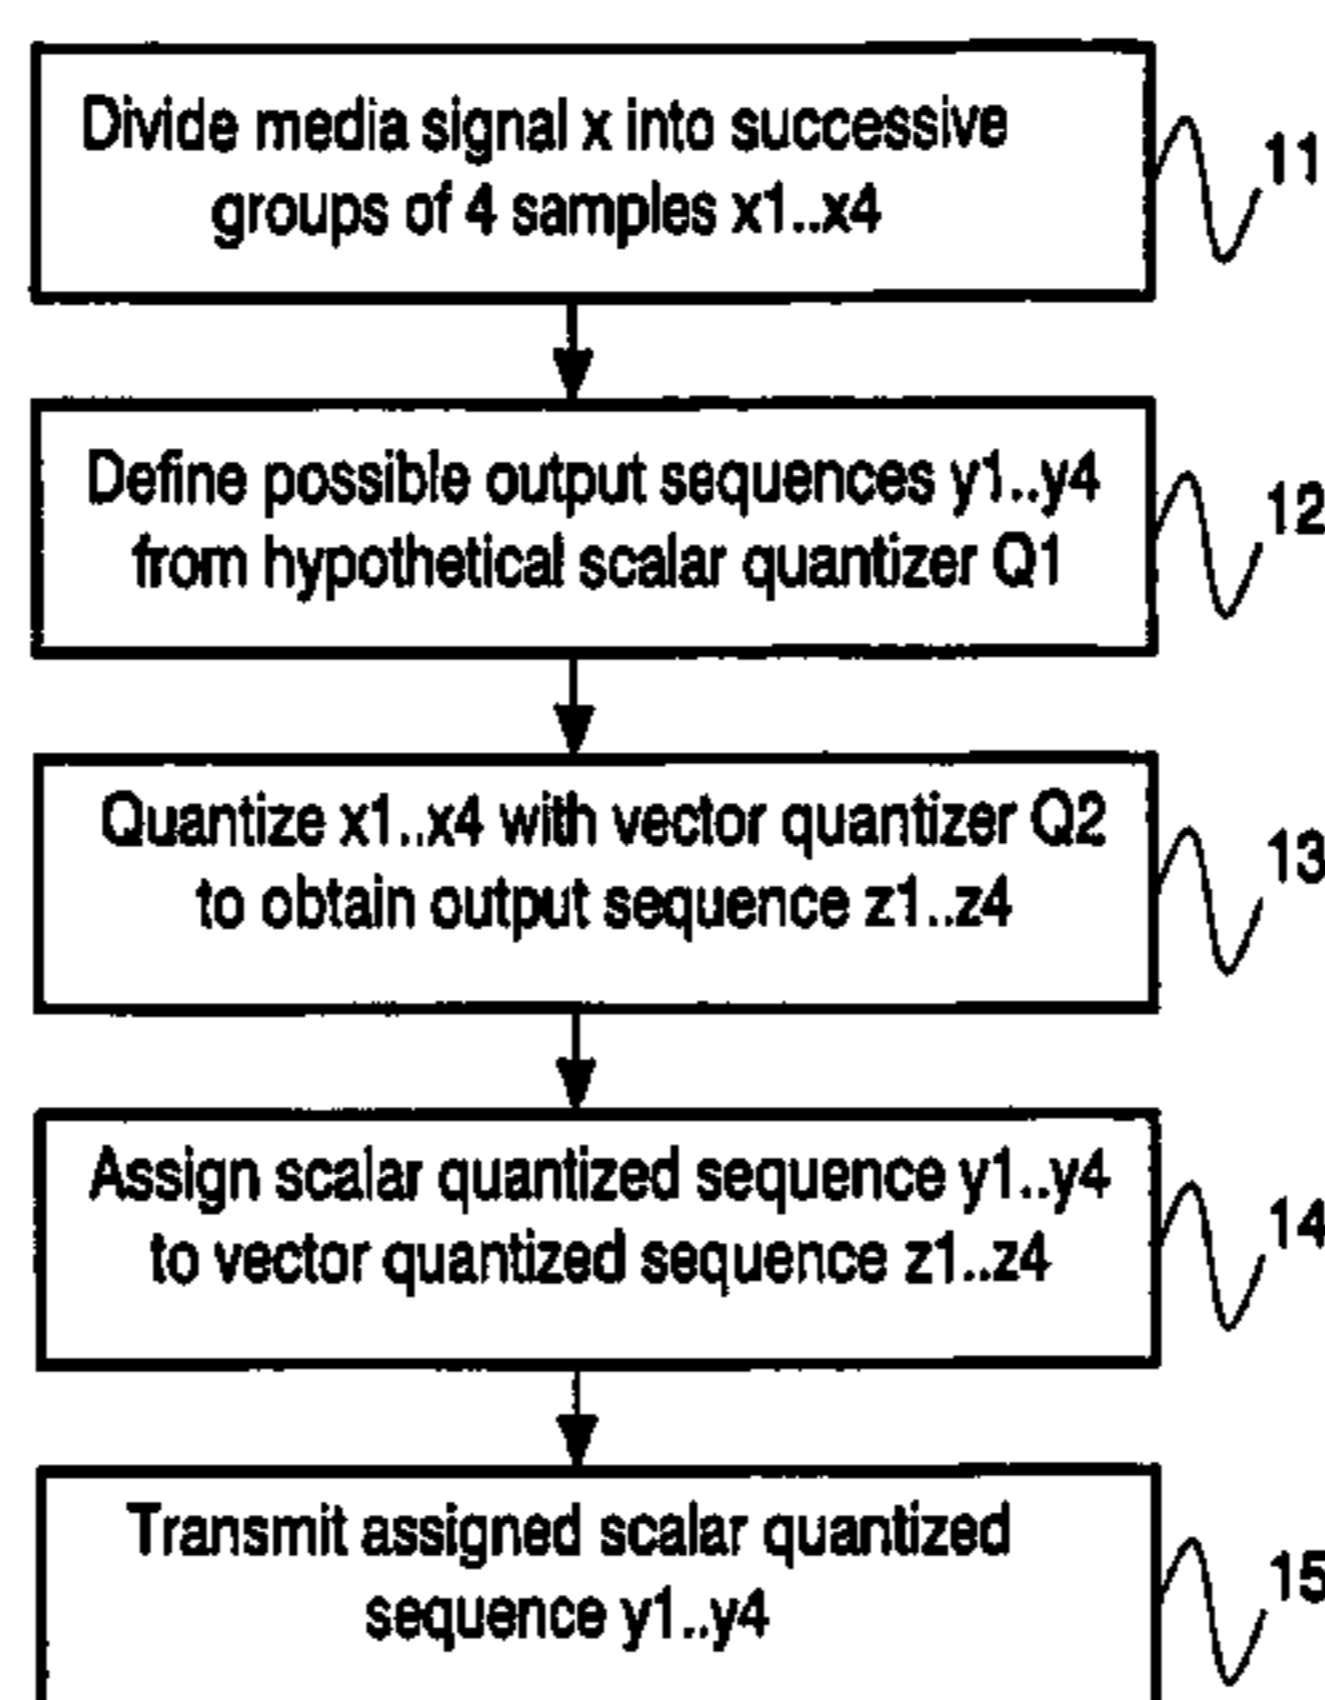 Divide media signal x into successive
groups of 4 samples x1..x4
11
Define possible output sequences y1..y4
from hypothetical scalar quantizer Q1
12
Quantize x1..x4 with vector quantizer Q2
to obtain output sequence z1..z4
13
Assign scalar quantized sequence y1..y4
to vector quantized sequence z1..z4
14
Transmit assigned scalar quantized
sequence y1..y4
15